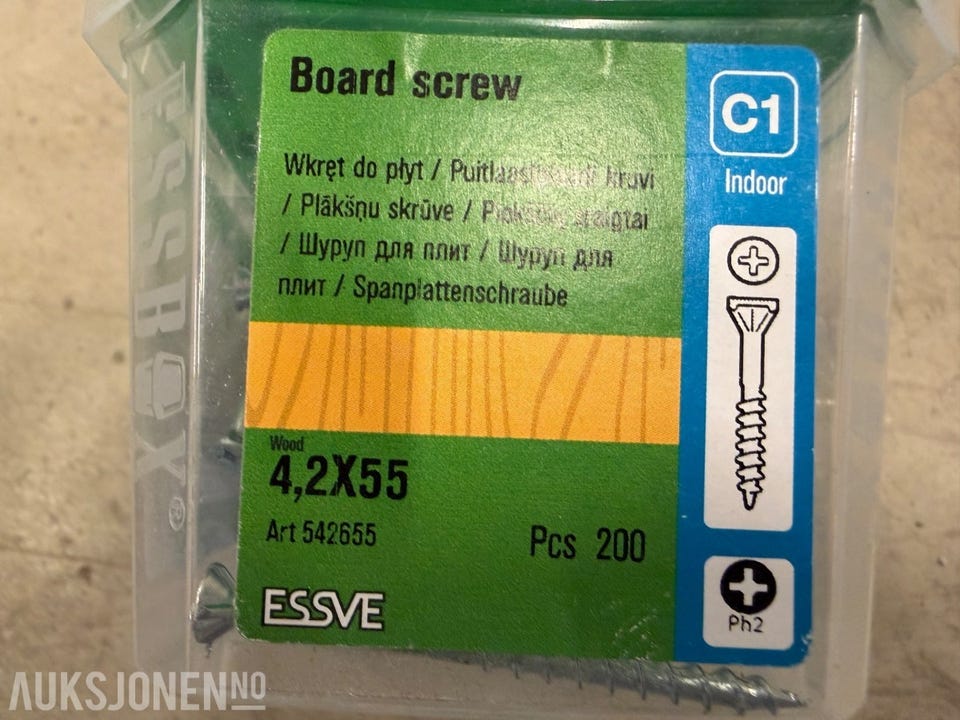 Board screw
Wkręt do płyt / Puitlaastplaadi kruvi
/ Plākšņu skrūve / sraigtai
/ Шуруп для плит / Шуруп для
плит / Spanplattenschraube
Wood
4,2X55
Art 542655
Pcs 200
ESSVE
C1
Indoor
Ph2
ESSBOX®
AUKSJONEN.NO